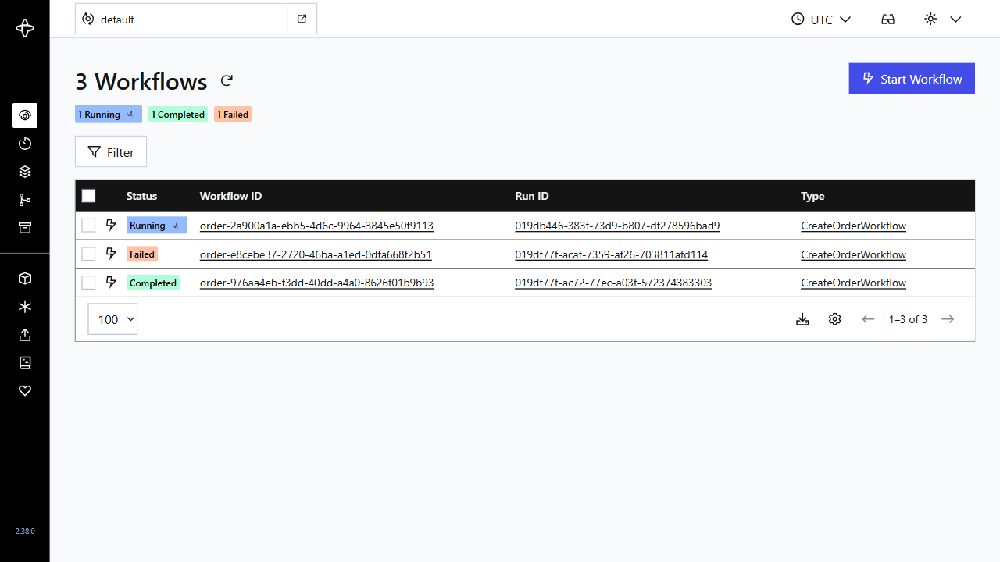 default
UTC
3 Workflows
Start Workflow
1 Running
1 Completed
1 Failed
Filter
Status Workflow ID Run ID Type
Running order-2a900a1a-ebb5-4d6c-9964-3845e50f9113 019db446-383f-73d9-b807-df278596bad9 CreateOrderWorkflow
Failed order-e8cebe37-2720-46ba-a1ed-0dfa668f2b51 019df77f-acaf-7359-af26-703811afd114 CreateOrderWorkflow
Completed order-976aa4eb-f3dd-40dd-a4a0-8626f01b9b93 019df77f-ac72-77ec-a03f-572374383303 CreateOrderWorkflow
100
1–3 of 3
2.38.0